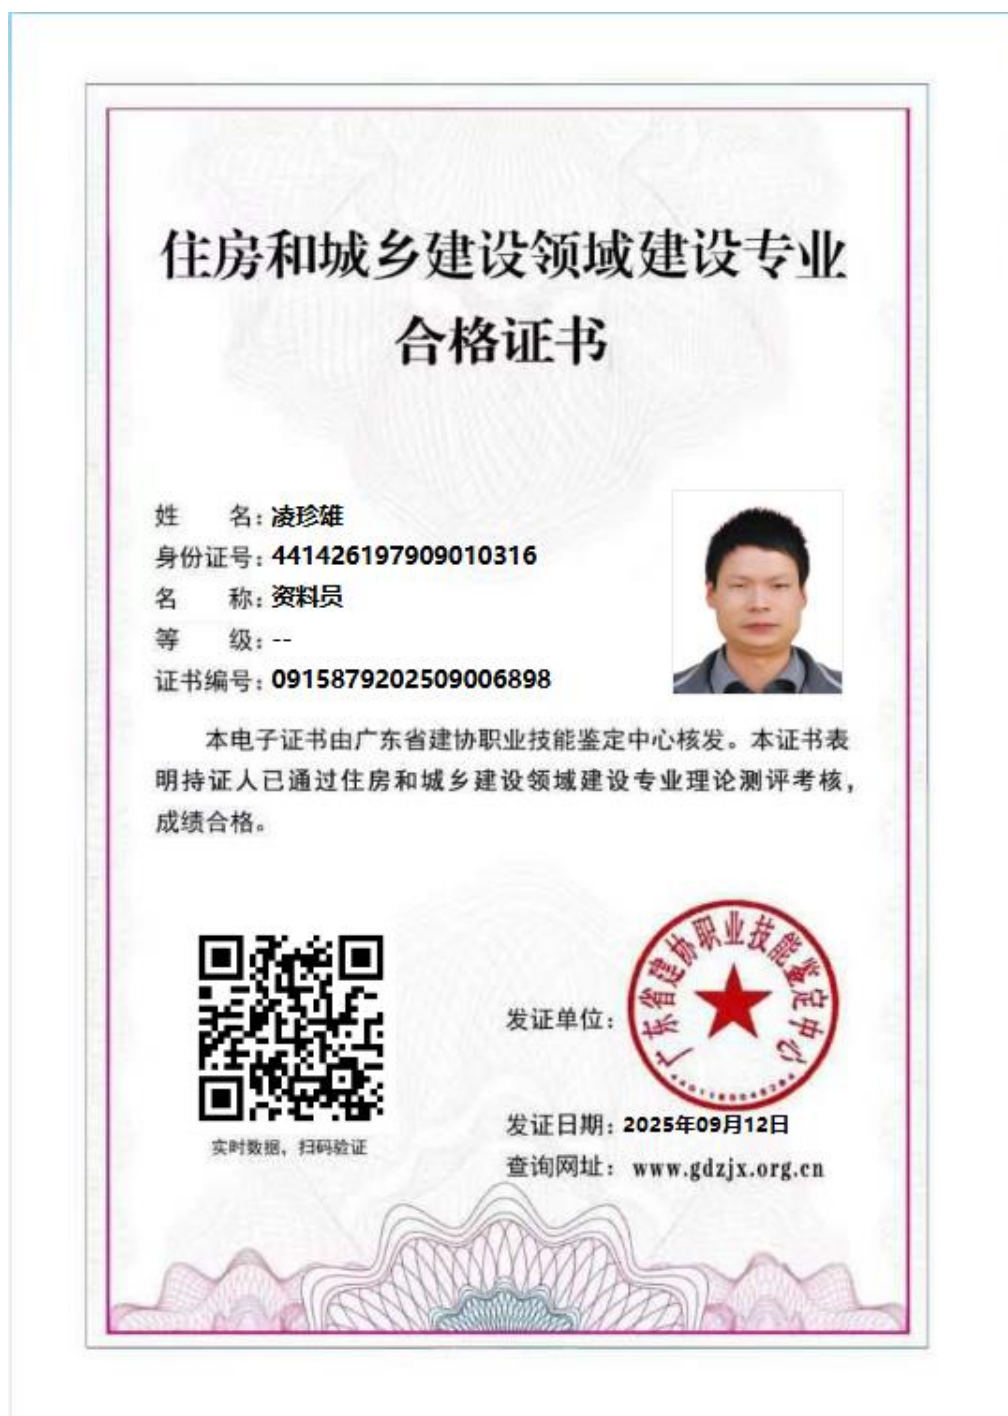 住房和城乡建设领域建设专业
合格证书
姓 名：凌珍雄
身份证号：441426197909010316
名 称：资料员
等 级：--
证书编号：0915879202509006898
本电子证书由广东省建协职业技能鉴定中心核发。本证书表
明持证人已通过住房和城乡建设领域建设专业理论测评考核，
成绩合格。
实时数据，扫码验证
广东省建协职业技能鉴定中心
发证单位：
发证日期：2025年09月12日
查询网址：www.gdzjx.org.cn